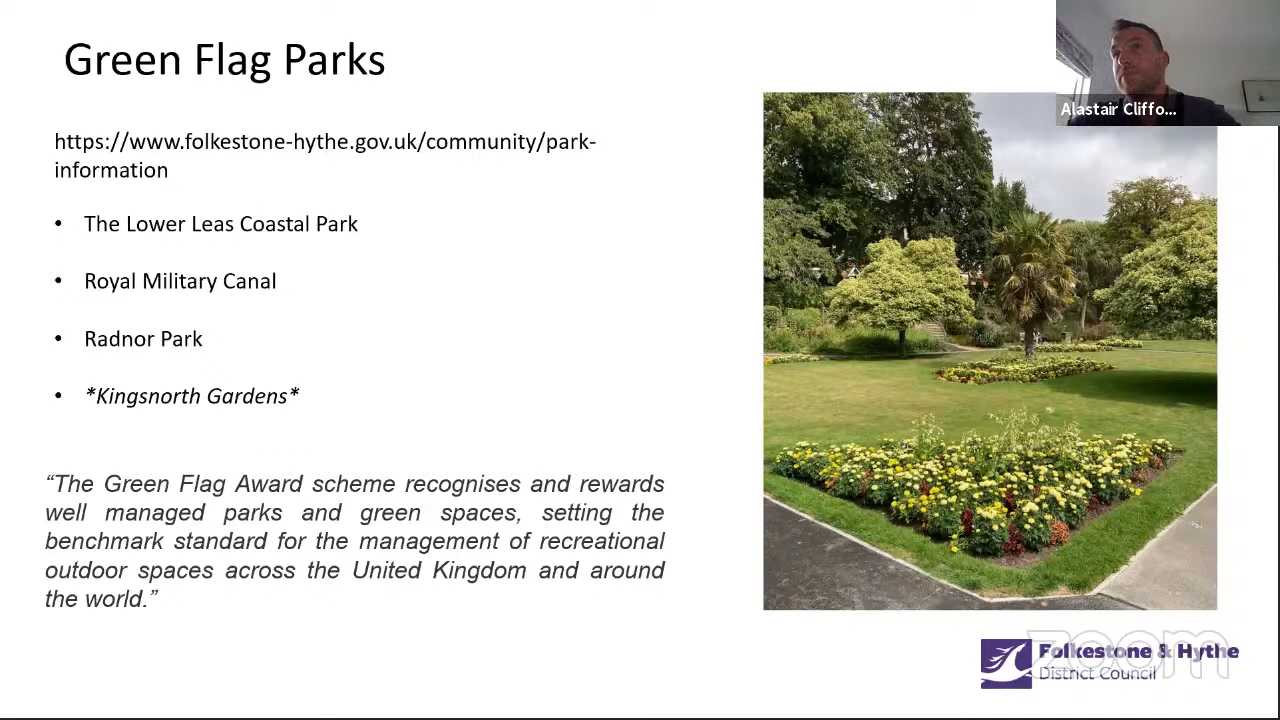 Green Flag Parks
Alastair Cliffo...
https://www.folkestone-hythe.gov.uk/community/park-
information
• The Lower Leas Coastal Park
• Royal Military Canal
• Radnor Park
• *Kingsnorth Gardens*
“The Green Flag Award scheme recognises and rewards
well managed parks and green spaces, setting the
benchmark standard for the management of recreational
outdoor spaces across the United Kingdom and around
the world.”
zoom
Folkestone & Hythe
District Council